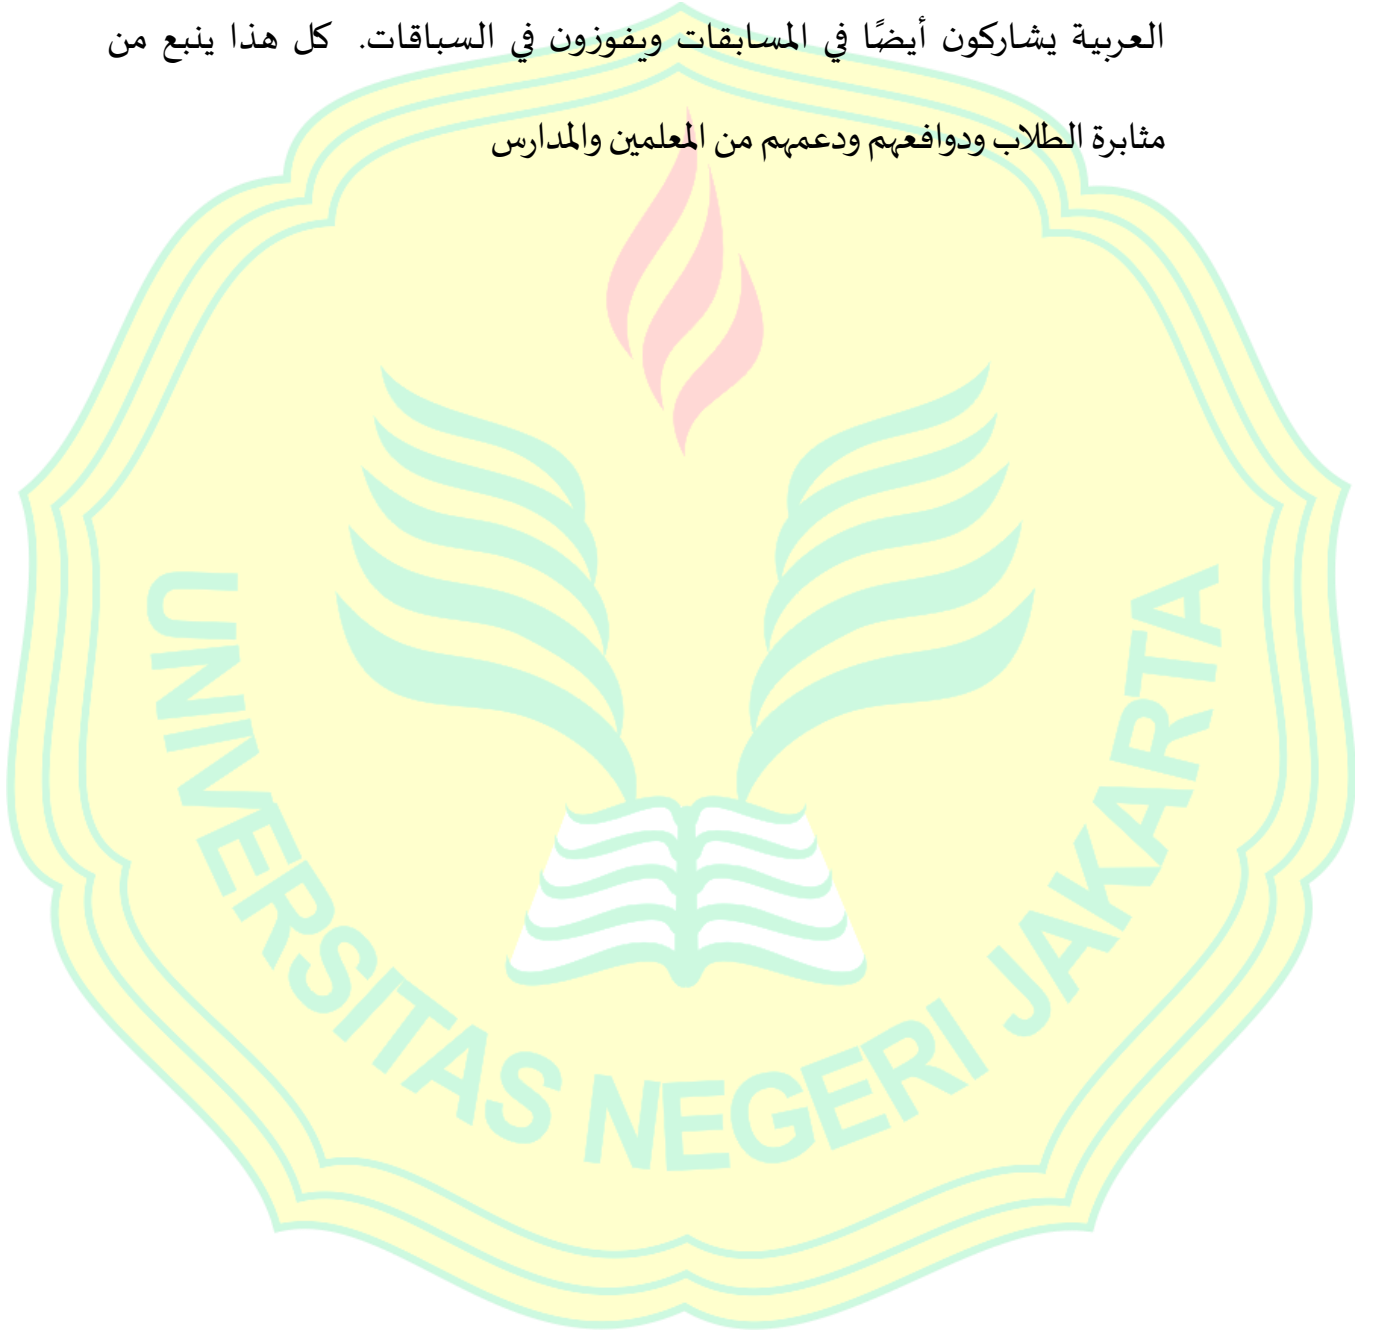 العربية يشاركون أيضًا في المسابقات ويفوزون في السباقات. كل هذا ينبع من
مثابرة الطلاب ودوافعهم ودعمهم من المعلمين والمدارس
UNIVERSITAS NEGERI JAKARTA